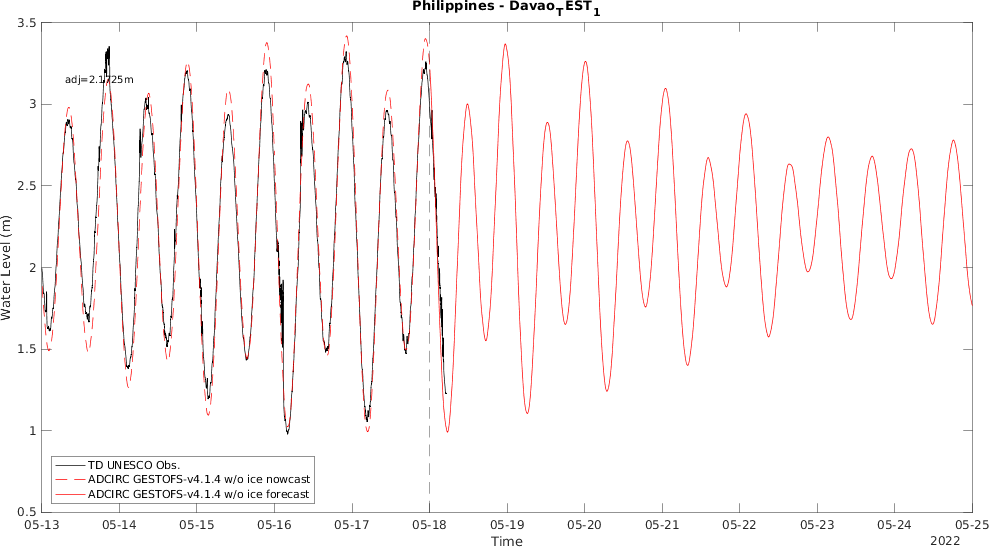 Philippines - DavaoTEST1
3.5
adj=2.1725m
3
2.5
2
1.5
1
0.5
Water Level (m)
TD UNESCO Obs.
ADCIRC GESTOFS-v4.1.4 w/o ice nowcast
ADCIRC GESTOFS-v4.1.4 w/o ice forecast
05-13 05-14 05-15 05-16 05-17 05-18 05-19 05-20 05-21 05-22 05-23 05-24 05-25
Time
2022